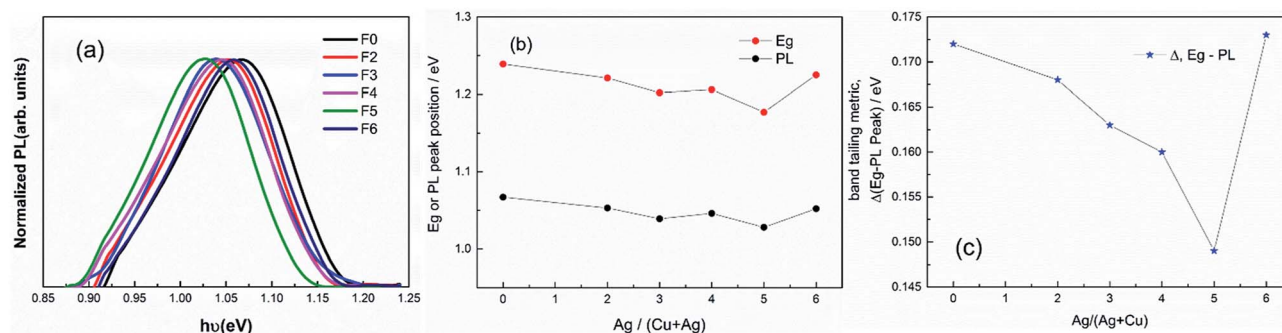 (a)
F0
F2
F3
F4
F5
F6
Normalized PL(arb. units)
0.85 0.90 0.95 1.00 1.05 1.10 1.15 1.20 1.25
hυ(eV)
(b)
Eg
PL
Eg or PL peak position / eV
1.3
1.2
1.1
1.0
0 1 2 3 4 5 6
Ag / (Cu+Ag)
(c)
Δ, Eg - PL
band tailing metric,
Δ(Eg-PL Peak) / eV
0.175
0.170
0.165
0.160
0.155
0.150
0.145
0 1 2 3 4 5 6
Ag/(Ag+Cu)